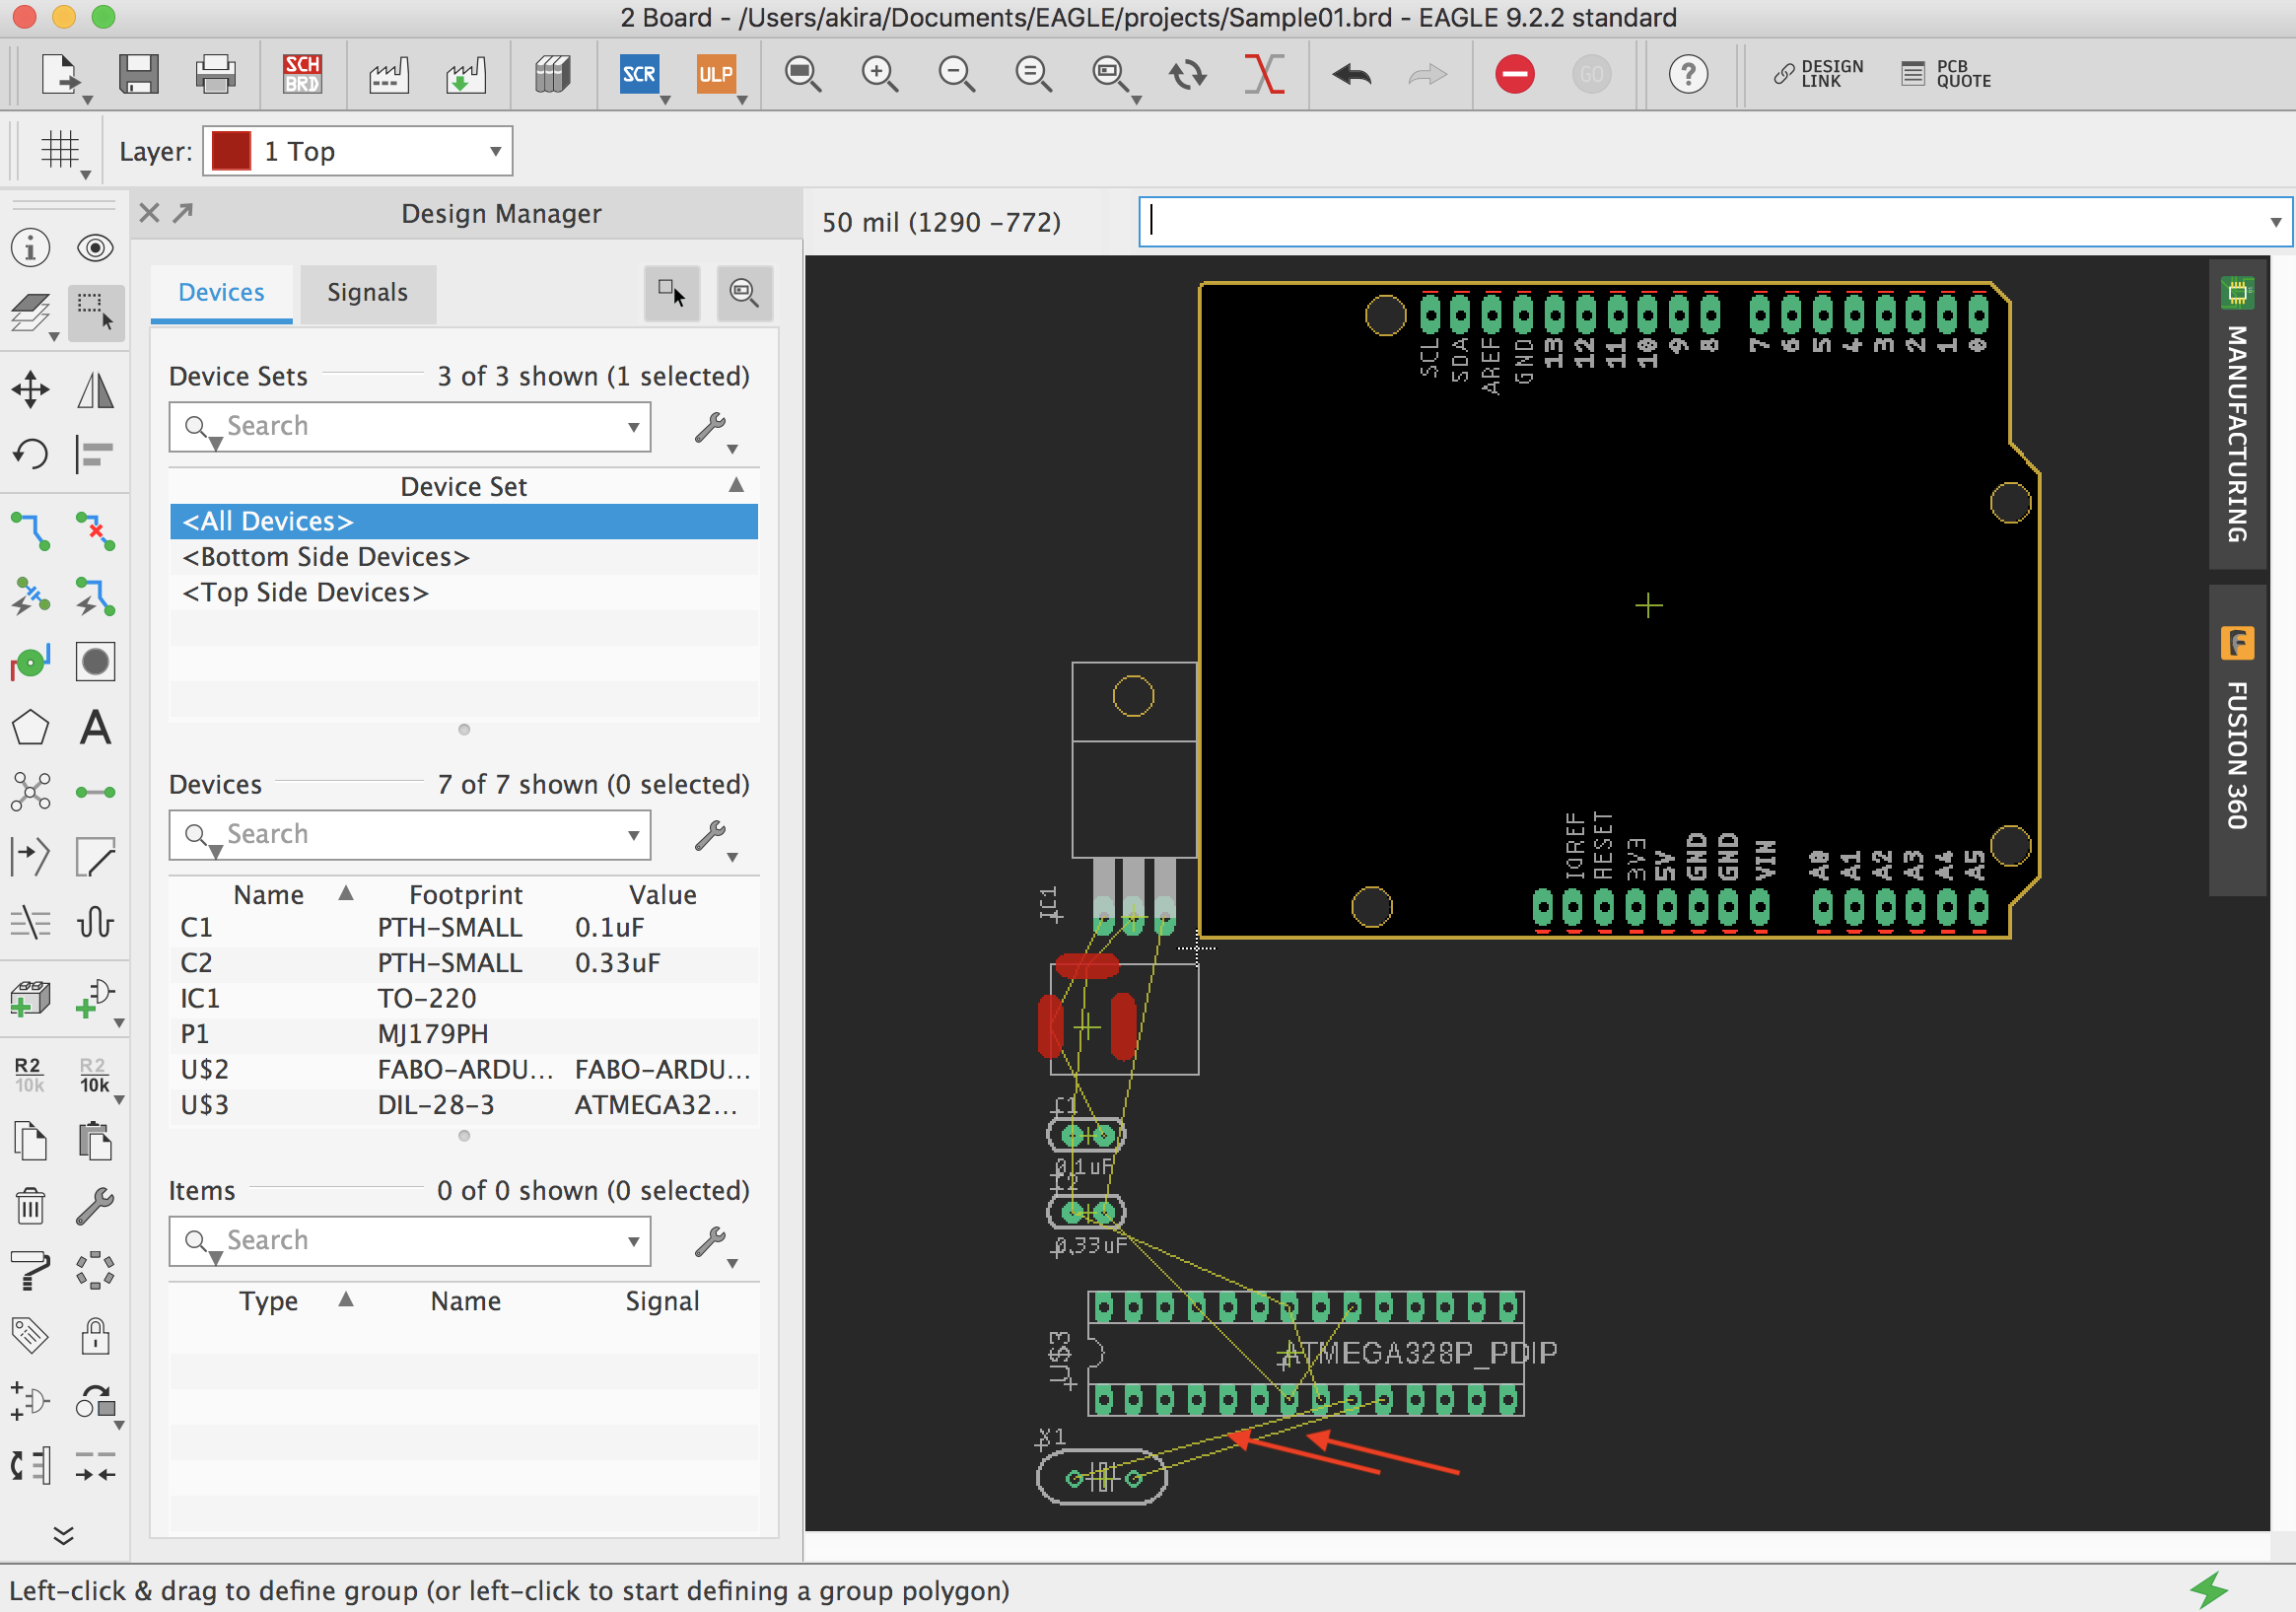 2 Board - /Users/akira/Documents/EAGLE/projects/Sample01.brd - EAGLE 9.2.2 standard
SCH
BRD
SCR
ULP
GO
?
DESIGN
LINK
PCB
QUOTE
Layer:
1 Top
Design Manager
50 mil (1290 -772)
Devices
Signals
Device Sets
3 of 3 shown (1 selected)
Search
Device Set
<All Devices>
<Bottom Side Devices>
<Top Side Devices>
Devices
7 of 7 shown (0 selected)
Search
Name Footprint Value
C1 PTH-SMALL 0.1uF
C2 PTH-SMALL 0.33uF
IC1 TO-220
P1 MJ179PH
U$2 FABO-ARDU... FABO-ARDU...
U$3 DIL-28-3 ATMEGA32...
Items
0 of 0 shown (0 selected)
Search
Type Name Signal
R2
10k
R2
10k
A
SCL SDA AREF GND 13 12 11 10 9 8 7 6 5 4 3 2 1 0
IOREF RESET 3V3 5V GND GND VIN A0 A1 A2 A3 A4 A5
IC1
C1
0.1uF
C2
0.33uF
U$3
ATMEGA328P_PDIP
X1
MANUFACTURING
FUSION 360
Left-click & drag to define group (or left-click to start defining a group polygon)